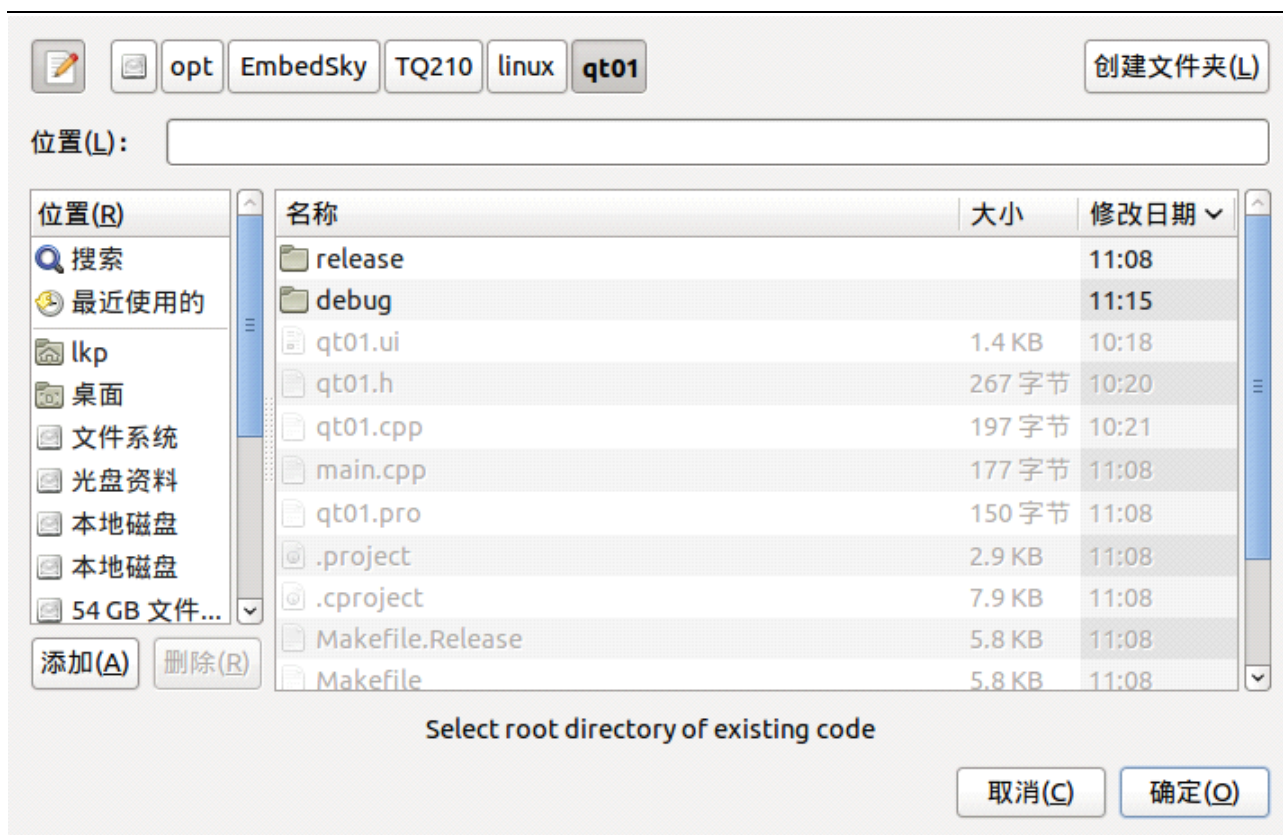 opt EmbedSky TQ210 linux qt01 创建文件夹(L)
位置(L):
位置(R) 名称 大小 修改日期
搜索 release 11:08
最近使用的 debug 11:15
qt01.ui 1.4 KB 10:18
lkp qt01.h 267 字节 10:20
桌面 qt01.cpp 197 字节 10:21
文件系统 main.cpp 177 字节 11:08
光盘资料 qt01.pro 150 字节 11:08
本地磁盘 .project 2.9 KB 11:08
本地磁盘 .cproject 7.9 KB 11:08
54 GB 文件... Makefile.Release 5.8 KB 11:08
添加(A) 删除(R) Makefile 5.8 KB 11:08
Select root directory of existing code
取消(C) 确定(O)